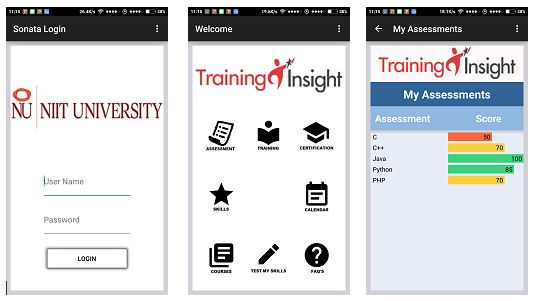 11:15 26.4K/s 38%
Sonata Login
NU NIIT UNIVERSITY
User Name
Password
LOGIN
11:15 19.6K/s 38%
Welcome
Training Insight
ASSESSMENT TRAINING CERTIFICATION
SKILLS CALENDAR
COURSES TEST MY SKILLS FAQ'S
11:15 18.1K/s 38%
My Assessments
Training Insight
My Assessments
Assessment Score
C 50
C++ 70
Java 100
Python 85
PHP 70